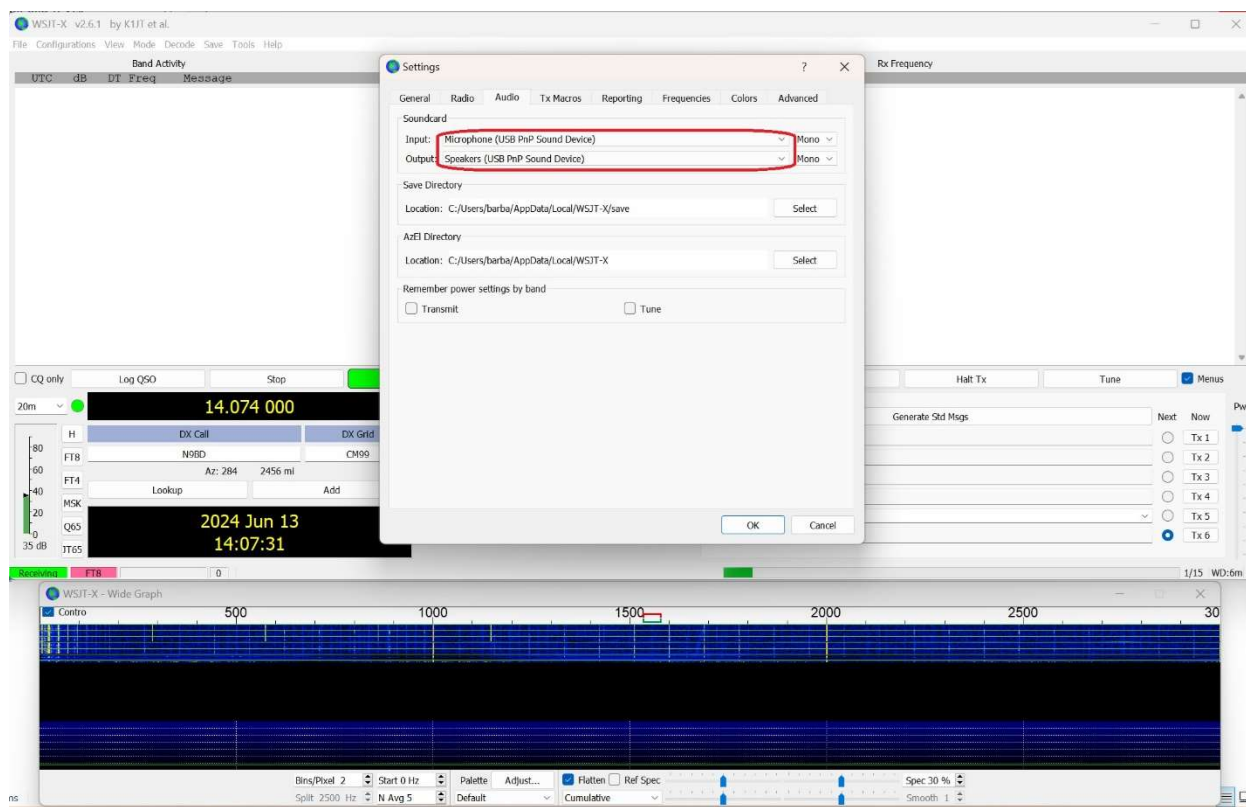 WSJT-X v2.6.1 by K1JT et al.
File Configurations View Mode Decode Save Tools Help
Band Activity
UTC dB DT Freq Message
Rx Frequency
Settings ? X
General Radio Audio Tx Macros Reporting Frequencies Colors Advanced
Soundcard
Input: Microphone (USB PnP Sound Device) Mono
Output: Speakers (USB PnP Sound Device) Mono
Save Directory
Location: C:/Users/barba/AppData/Local/WSJT-X/save Select
AzEl Directory
Location: C:/Users/barba/AppData/Local/WSJT-X Select
Remember power settings by band
Transmit Tune
OK Cancel
CQ only Log QSO Stop Halt Tx Tune Menus
20m 14.074 000
Generate Std Msgs Next Now Pw
H DX Call DX Grid Tx 1
80
FT8 N9BD CM99 Tx 2
60 Az: 284 2456 mi
FT4 Tx 3
40 Lookup Add Tx 4
MSK
20 2024 Jun 13 Tx 5
Q65 Tx 6
0 14:07:31
35 dB JT65
Receiving FT8 0 1/15 WD:6m
WSJT-X - Wide Graph
Contro 500 1000 1500 2000 2500 30
Bins/Pixel 2 Start 0 Hz Palette Adjust... Flatten Ref Spec Spec 30 %
Split 2500 Hz N Avg 5 Default Cumulative Smooth 1
ns